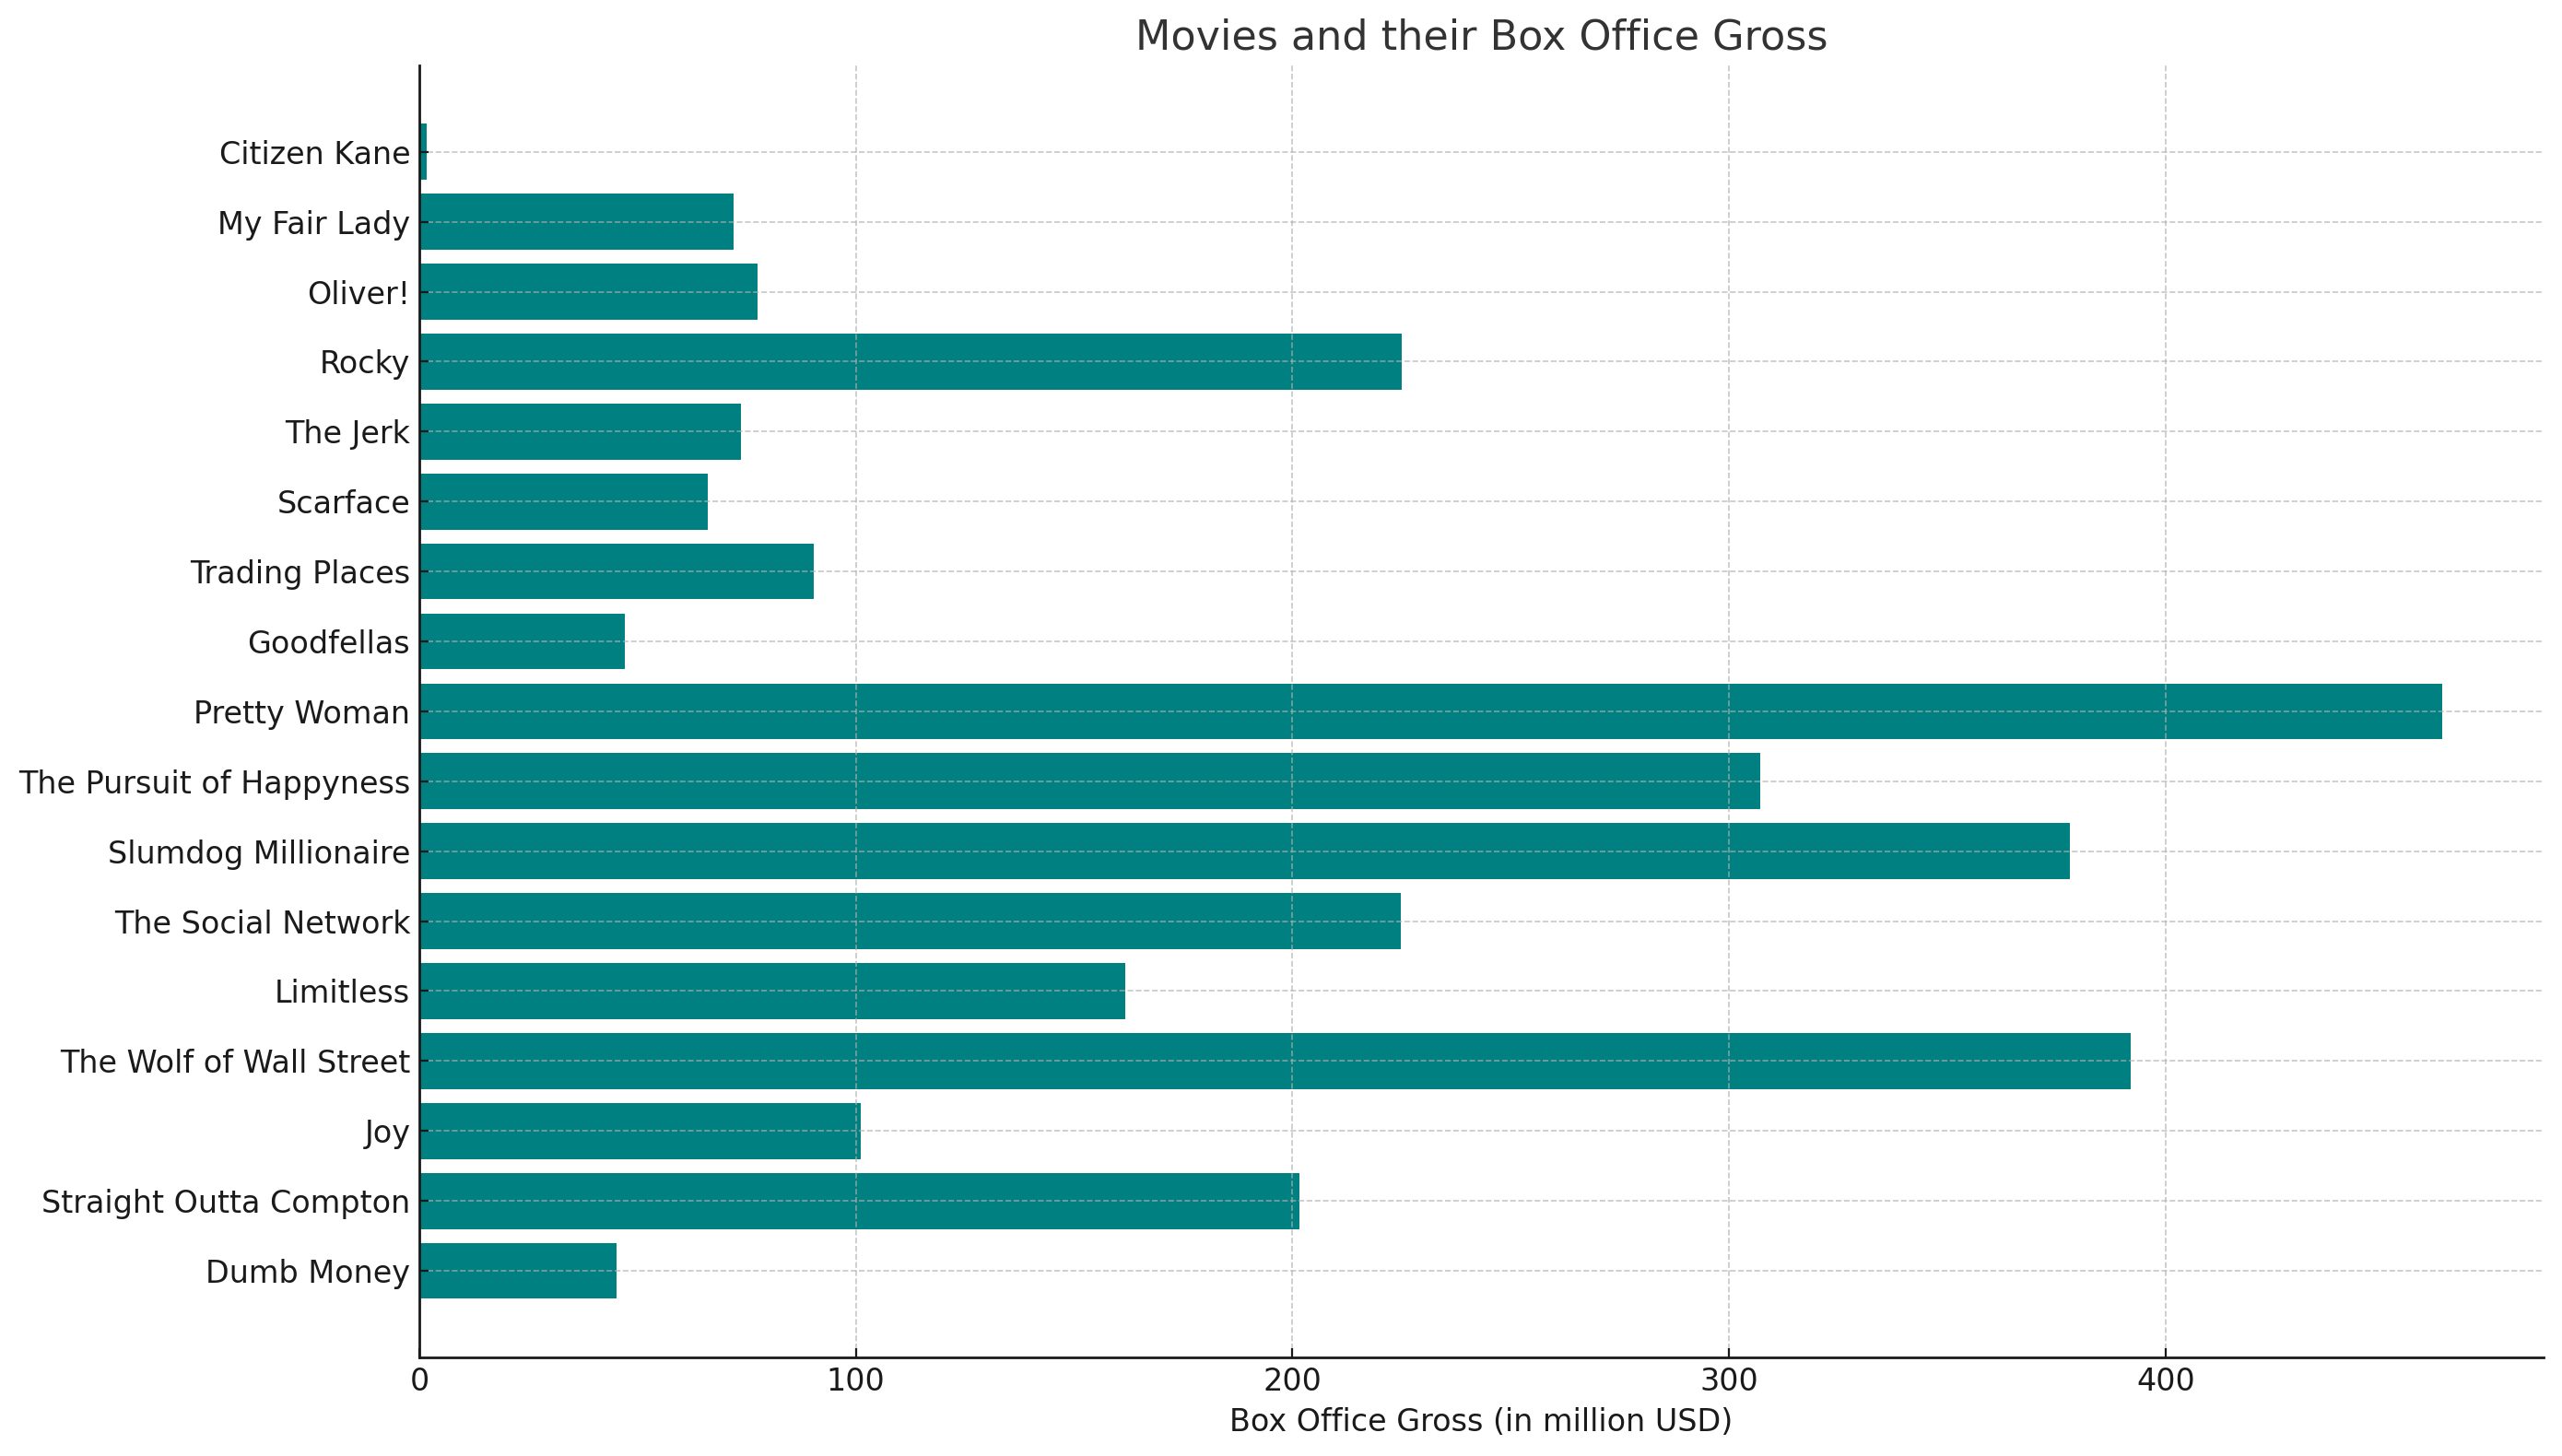 Movies and their Box Office Gross
Citizen Kane
My Fair Lady
Oliver!
Rocky
The Jerk
Scarface
Trading Places
Goodfellas
Pretty Woman
The Pursuit of Happyness
Slumdog Millionaire
The Social Network
Limitless
The Wolf of Wall Street
Joy
Straight Outta Compton
Dumb Money
0 100 200 300 400
Box Office Gross (in million USD)